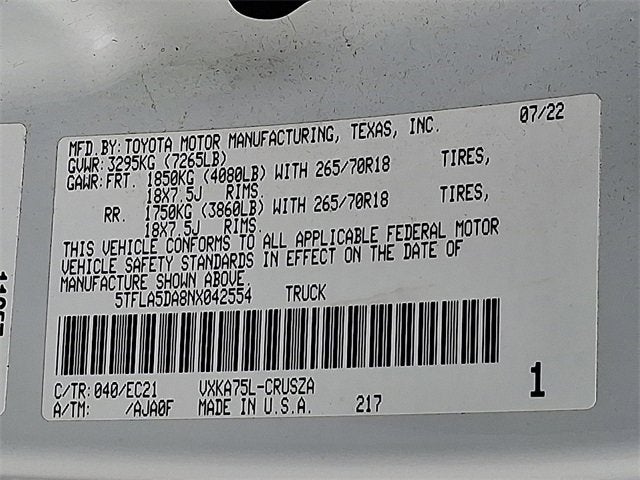 MFD. BY: TOYOTA MOTOR MANUFACTURING, TEXAS, INC. 07/22
GVWR: 3295KG (7265LB)
GAWR: FRT. 1850KG (4080LB) WITH 265/70R18 TIRES,
18X7.5J RIMS.
RR. 1750KG (3860LB) WITH 265/70R18 TIRES,
18X7.5J RIMS.
THIS VEHICLE CONFORMS TO ALL APPLICABLE FEDERAL MOTOR
VEHICLE SAFETY STANDARDS IN EFFECT ON THE DATE OF
MANUFACTURE SHOWN ABOVE.
5TFLA5DA8NX042554 TRUCK
C/TR: 040/EC21 VXKA75L-CRUSZA 1
A/TM: /AJA0F MADE IN U.S.A. 217